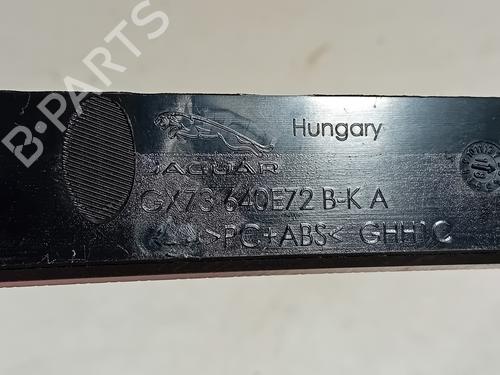 B·PARTS
Hungary
JAGUAR
GX73 640E72 B-K A
>PC+ABS<